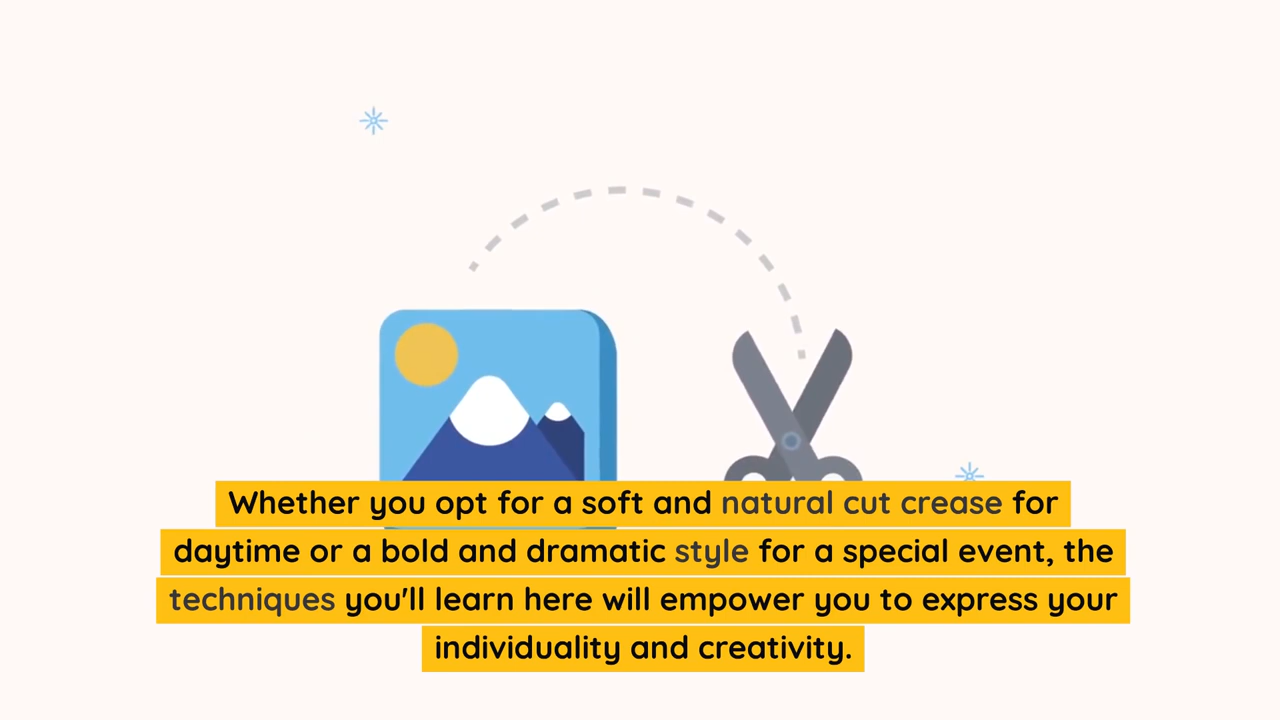 Whether you opt for a soft and natural cut crease for
daytime or a bold and dramatic style for a special event, the
techniques you'll learn here will empower you to express your
individuality and creativity.